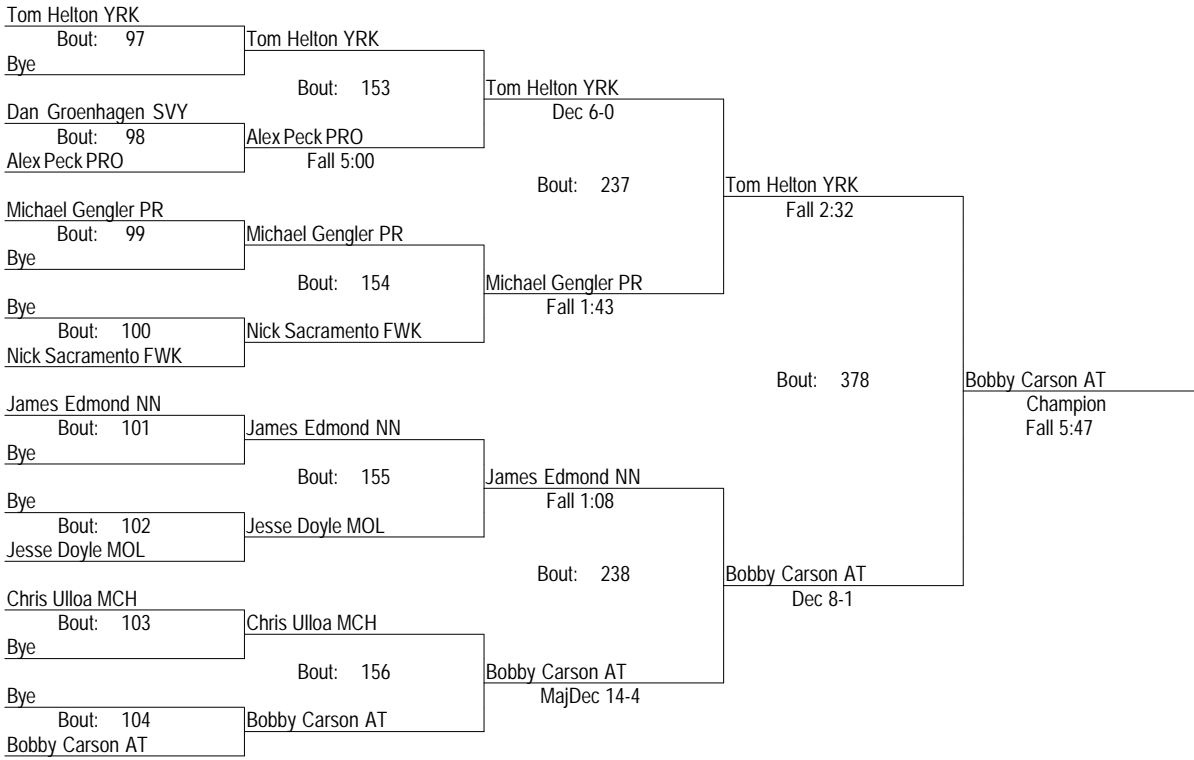 Tom Helton YRK
Bout: 97
Bye
Tom Helton YRK
Bout: 153
Tom Helton YRK
Dec 6-0
Dan Groenhagen SVY
Bout: 98
Alex Peck PRO
Alex Peck PRO
Fall 5:00
Bout: 237
Tom Helton YRK
Fall 2:32
Michael Gengler PR
Bout: 99
Bye
Michael Gengler PR
Bout: 154
Michael Gengler PR
Fall 1:43
Bye
Bout: 100
Nick Sacramento FWK
Nick Sacramento FWK
Bout: 378
Bobby Carson AT
Champion
Fall 5:47
James Edmond NN
Bout: 101
Bye
James Edmond NN
Bout: 155
James Edmond NN
Fall 1:08
Bye
Bout: 102
Jesse Doyle MOL
Jesse Doyle MOL
Bout: 238
Bobby Carson AT
Dec 8-1
Chris Ulloa MCH
Bout: 103
Bye
Chris Ulloa MCH
Bout: 156
Bobby Carson AT
MajDec 14-4
Bye
Bout: 104
Bobby Carson AT
Bobby Carson AT